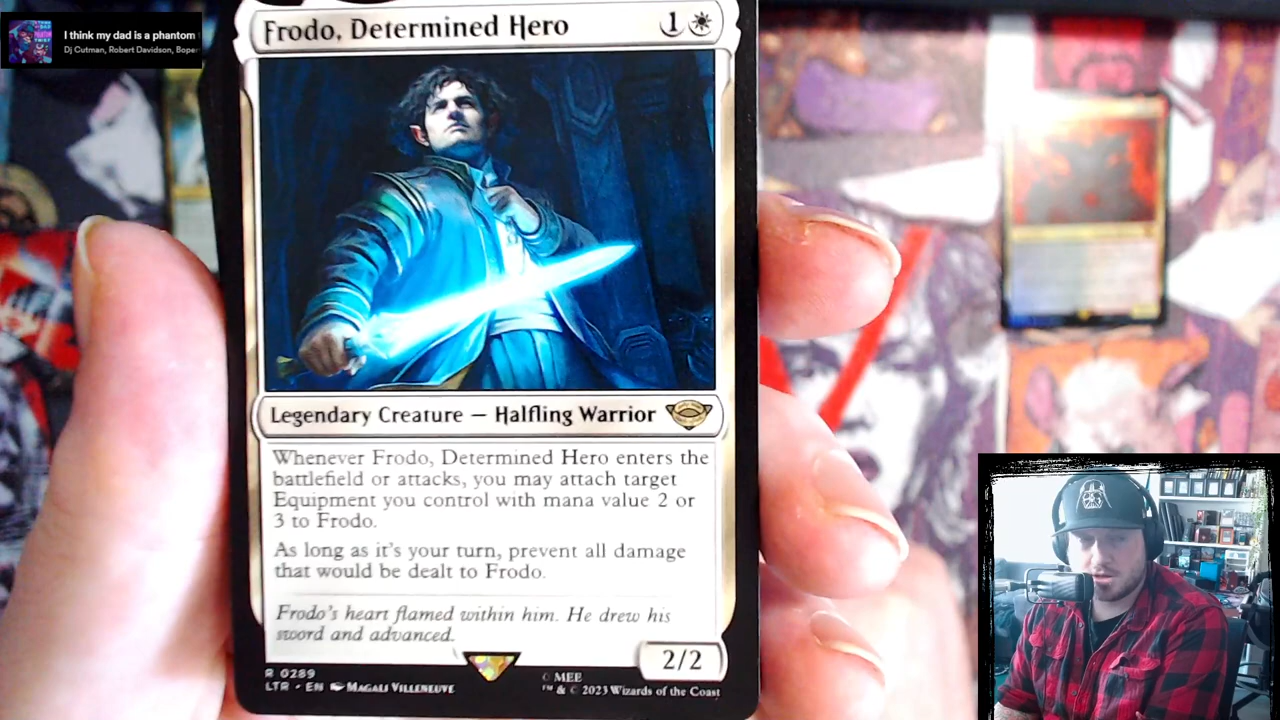 I think my dad is a phantom
Dj Cutman, Robert Davidson, Bope
Frodo, Determined Hero 1
Legendary Creature — Halfling Warrior
Whenever Frodo, Determined Hero enters the
battlefield or attacks, you may attach target
Equipment you control with mana value 2 or
3 to Frodo.
As long as it's your turn, prevent all damage
that would be dealt to Frodo.
Frodo's heart flamed within him. He drew his
sword and advanced.
2/2
R 0289
LTR • EN Magali Villeneuve
© MEE
™ & © 2023 Wizards of the Coast